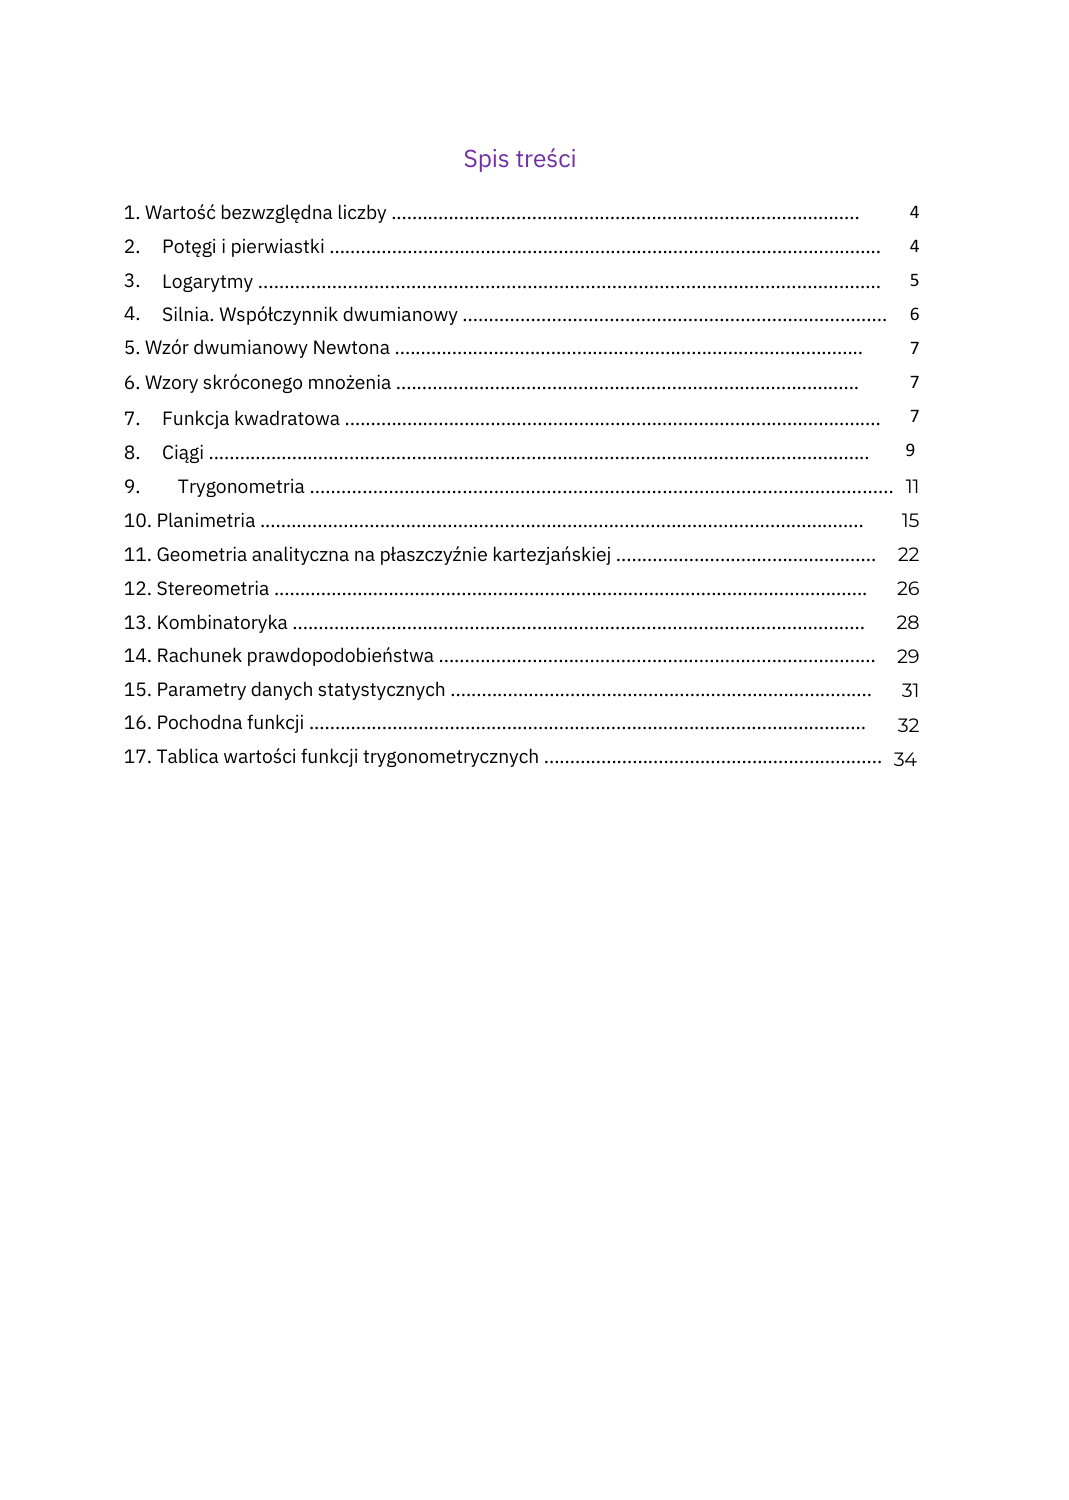 Spis treści
1. Wartość bezwzględna liczby .......................................................................................... 4
2. Potęgi i pierwiastki .......................................................................................................... 4
3. Logarytmy ........................................................................................................................ 5
4. Silnia. Współczynnik dwumianowy .................................................................................. 6
5. Wzór dwumianowy Newtona .......................................................................................... 7
6. Wzory skróconego mnożenia ......................................................................................... 7
7. Funkcja kwadratowa ....................................................................................................... 7
8. Ciągi ............................................................................................................................... 9
9. Trygonometria ................................................................................................................ 11
10. Planimetria .................................................................................................................... 15
11. Geometria analityczna na płaszczyźnie kartezjańskiej .................................................. 22
12. Stereometria .................................................................................................................. 26
13. Kombinatoryka .............................................................................................................. 28
14. Rachunek prawdopodobieństwa .................................................................................... 29
15. Parametry danych statystycznych ................................................................................. 31
16. Pochodna funkcji ........................................................................................................... 32
17. Tablica wartości funkcji trygonometrycznych ................................................................. 34